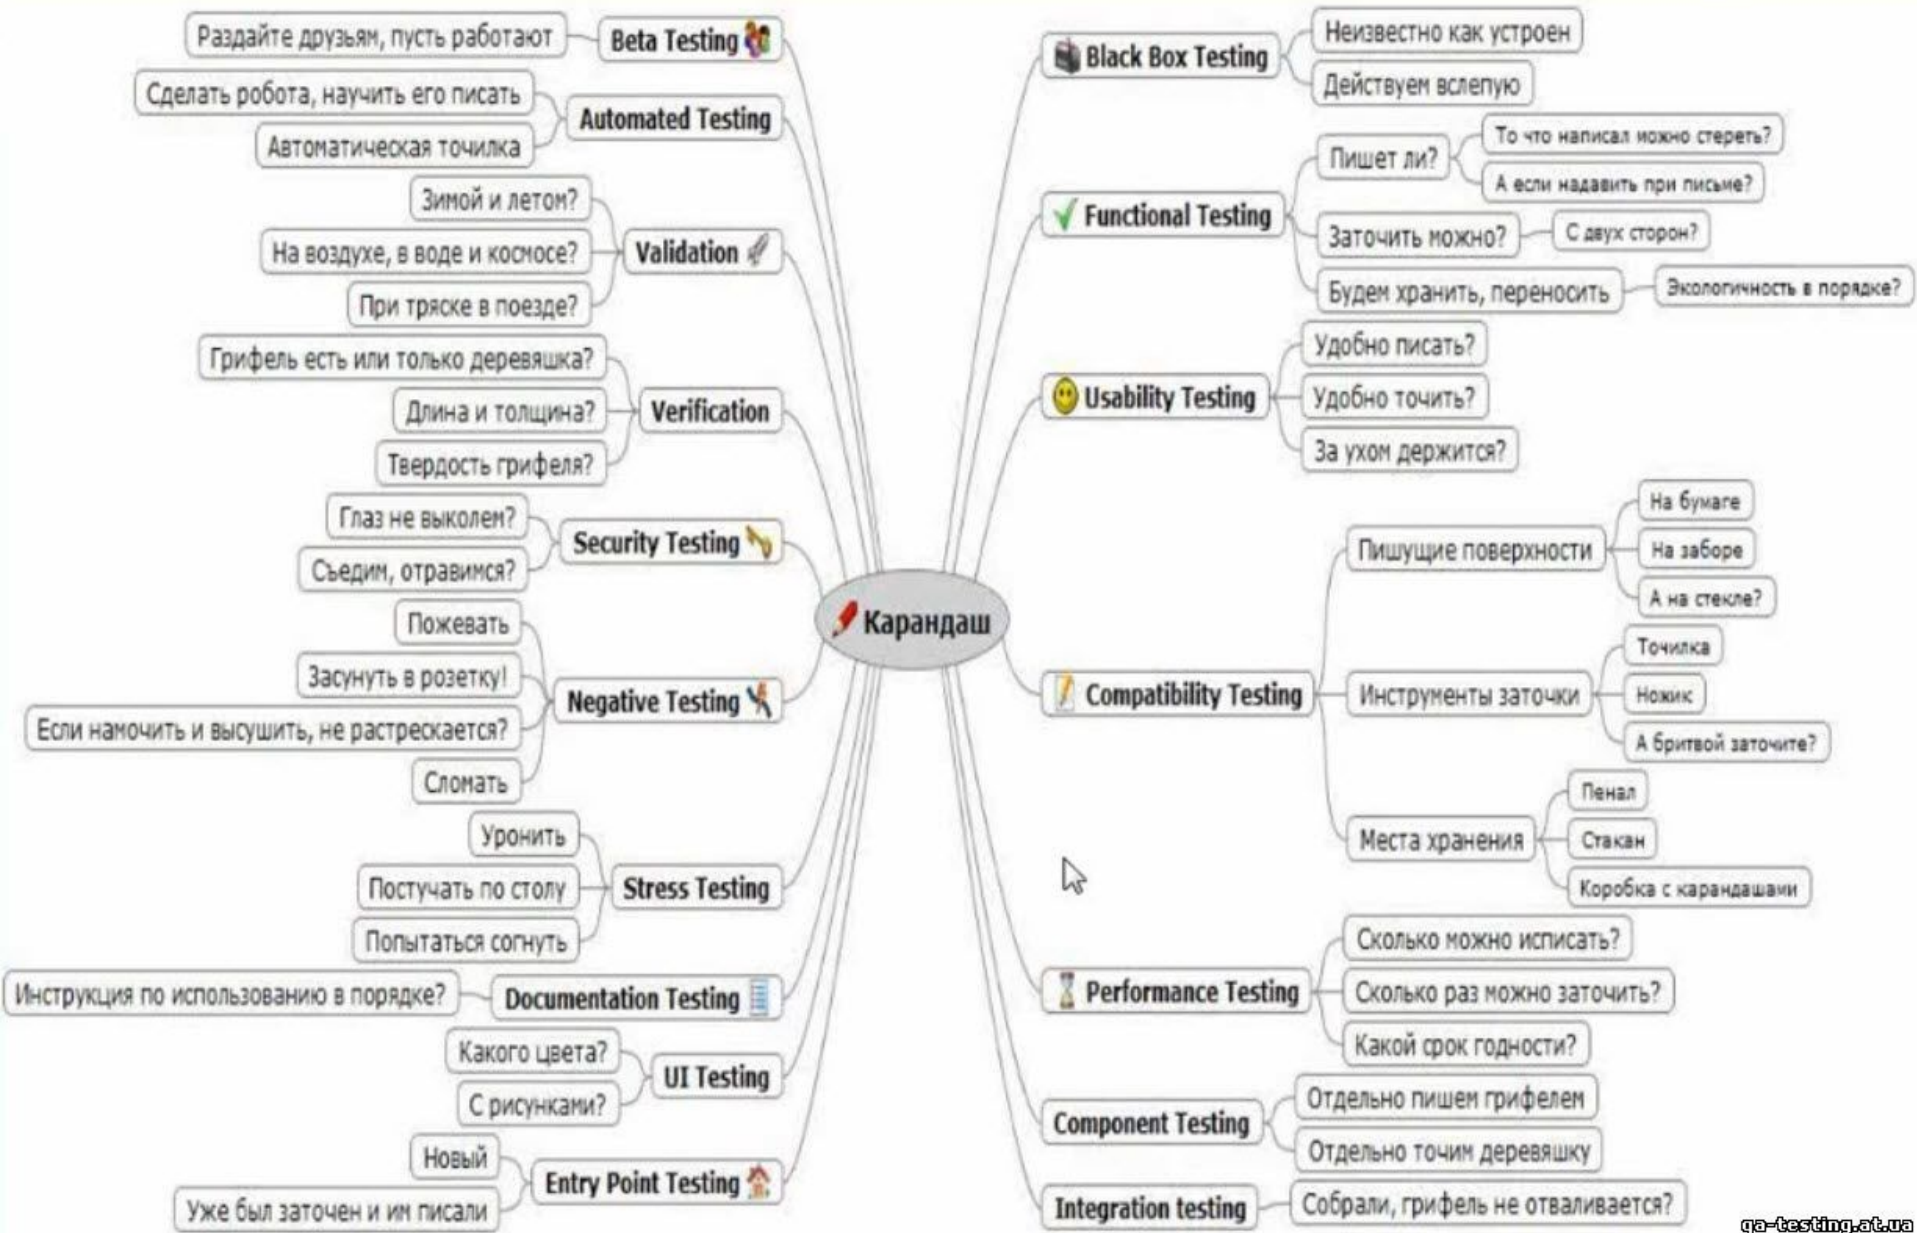 Раздайте друзьям, пусть работают
Beta Testing
Сделать робота, научить его писать
Automated Testing
Автоматическая точилка
Зимой и летом?
На воздухе, в воде и космосе?
Validation
При тряске в поезде?
Грифель есть или только деревяшка?
Длина и толщина?
Verification
Твердость грифеля?
Глаз не выколем?
Security Testing
Съедим, отравимся?
Пожевать
Засунуть в розетку!
Negative Testing
Если намочить и высушить, не растрескается?
Сломать
Уронить
Постучать по столу
Stress Testing
Попытаться согнуть
Инструкция по использованию в порядке?
Documentation Testing
Какого цвета?
UI Testing
С рисунками?
Новый
Entry Point Testing
Уже был заточен и им писали
Карандаш
Black Box Testing
Неизвестно как устроен
Действуем вслепую
Functional Testing
Пишет ли?
То что написал можно стереть?
А если надавить при письме?
Заточить можно?
С двух сторон?
Будем хранить, переносить
Экологичность в порядке?
Usability Testing
Удобно писать?
Удобно точить?
За ухом держится?
Compatibility Testing
Пишущие поверхности
На бумаге
На заборе
А на стекле?
Инструменты заточки
Точилка
Ножик
А бритвой заточите?
Места хранения
Пенал
Стакан
Коробка с карандашами
Performance Testing
Сколько можно исписать?
Сколько раз можно заточить?
Какой срок годности?
Component Testing
Отдельно пишем грифелем
Отдельно точим деревяшку
Integration testing
Собрали, грифель не отваливается?
qa-testing.at.ua